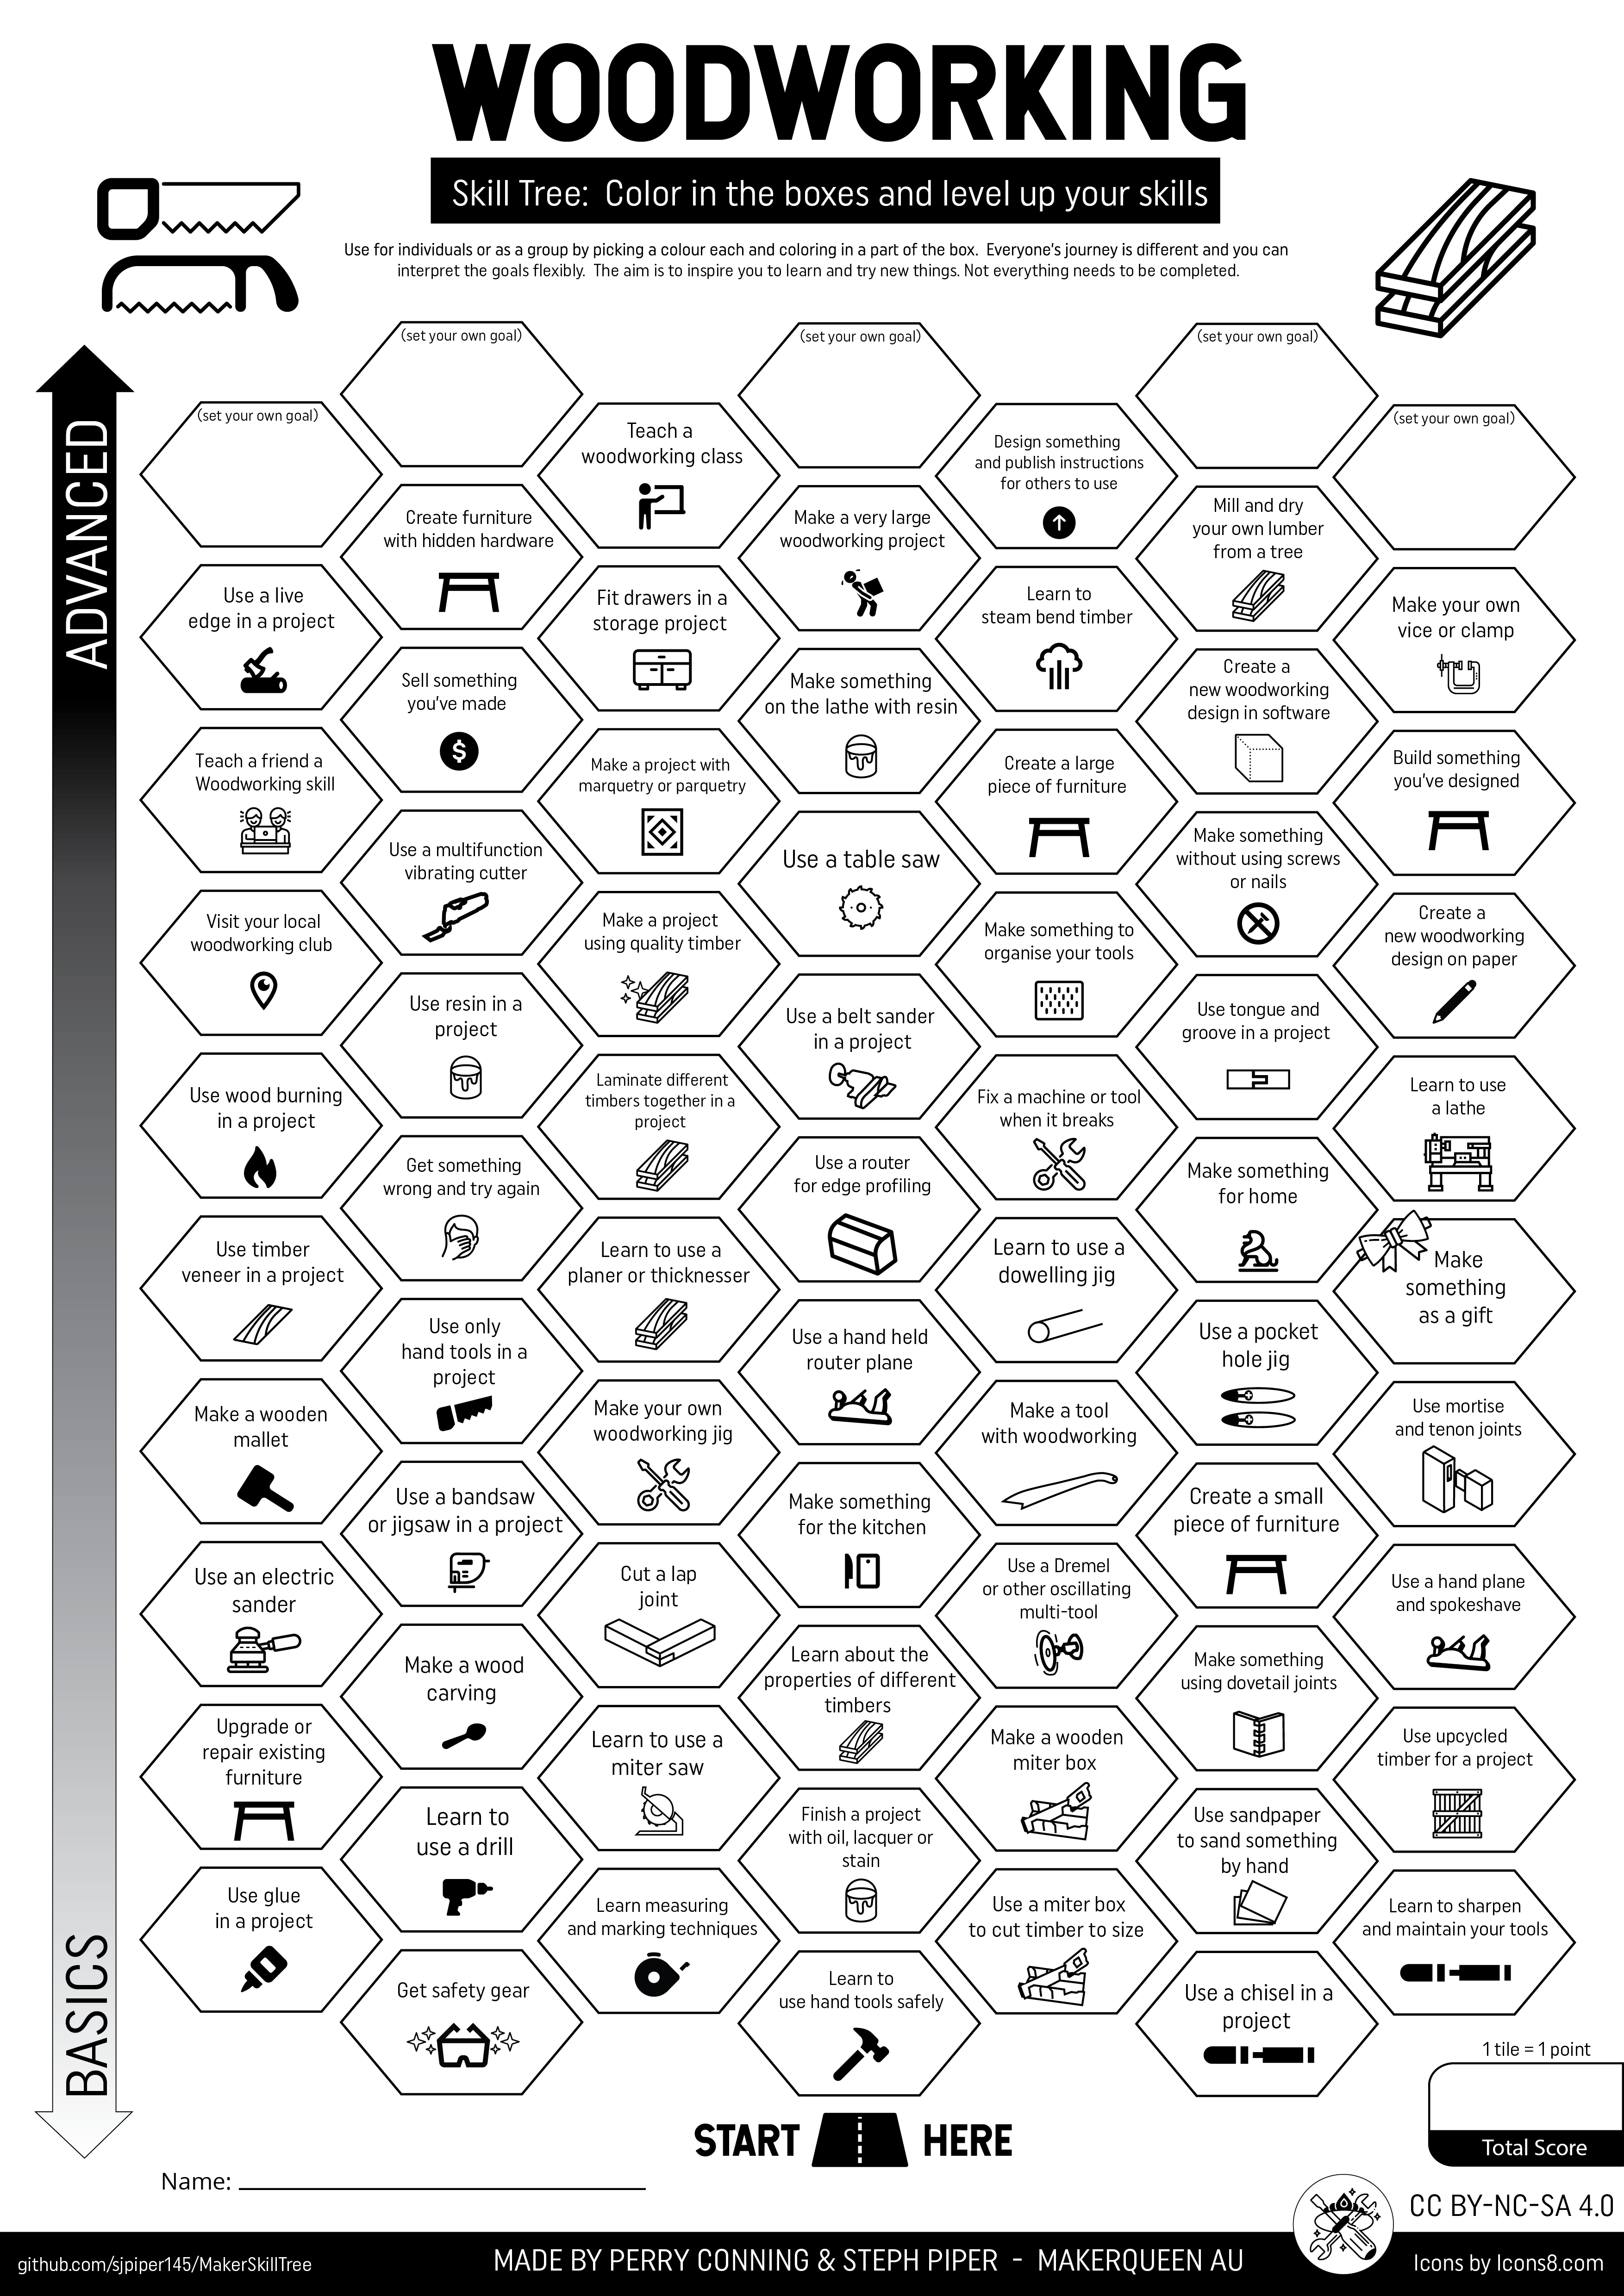 WOODWORKING
Skill Tree: Color in the boxes and level up your skills
Use for individuals or as a group by picking a colour each and coloring in a part of the box. Everyone's journey is different and you can
interpret the goals flexibly. The aim is to inspire you to learn and try new things. Not everything needs to be completed.
ADVANCED
BASICS
(set your own goal)
(set your own goal)
(set your own goal)
(set your own goal)
(set your own goal)
Teach a
woodworking class
Design something
and publish instructions
for others to use
Create furniture
with hidden hardware
Make a very large
woodworking project
Mill and dry
your own lumber
from a tree
Use a live
edge in a project
Fit drawers in a
storage project
Learn to
steam bend timber
Make your own
vice or clamp
Sell something
you've made
Make something
on the lathe with resin
Create a
new woodworking
design in software
Teach a friend a
Woodworking skill
Make a project with
marquetry or parquetry
Create a large
piece of furniture
Build something
you've designed
Use a multifunction
vibrating cutter
Use a table saw
Make something
without using screws
or nails
Visit your local
woodworking club
Make a project
using quality timber
Make something to
organise your tools
Create a
new woodworking
design on paper
Use resin in a
project
Use a belt sander
in a project
Use tongue and
groove in a project
Use wood burning
in a project
Laminate different
timbers together in a
project
Fix a machine or tool
when it breaks
Learn to use
a lathe
Get something
wrong and try again
Use a router
for edge profiling
Make something
for home
Use timber
veneer in a project
Learn to use a
planer or thicknesser
Learn to use a
dowelling jig
Make
something
as a gift
Use only
hand tools in a
project
Use a hand held
router plane
Use a pocket
hole jig
Make a wooden
mallet
Make your own
woodworking jig
Make a tool
with woodworking
Use mortise
and tenon joints
Use a bandsaw
or jigsaw in a project
Make something
for the kitchen
Create a small
piece of furniture
Use an electric
sander
Cut a lap
joint
Use a Dremel
or other oscillating
multi-tool
Use a hand plane
and spokeshave
Make a wood
carving
Learn about the
properties of different
timbers
Make something
using dovetail joints
Upgrade or
repair existing
furniture
Learn to use a
miter saw
Make a wooden
miter box
Use upcycled
timber for a project
Learn to
use a drill
Finish a project
with oil, lacquer or
stain
Use sandpaper
to sand something
by hand
Use glue
in a project
Learn measuring
and marking techniques
Use a miter box
to cut timber to size
Learn to sharpen
and maintain your tools
Get safety gear
Learn to
use hand tools safely
Use a chisel in a
project
1 tile = 1 point
Total Score
START HERE
Name:
CC BY-NC-SA 4.0
github.com/sjpiper145/MakerSkillTree
MADE BY PERRY CONNING & STEPH PIPER - MAKERQUEEN AU
Icons by Icons8.com